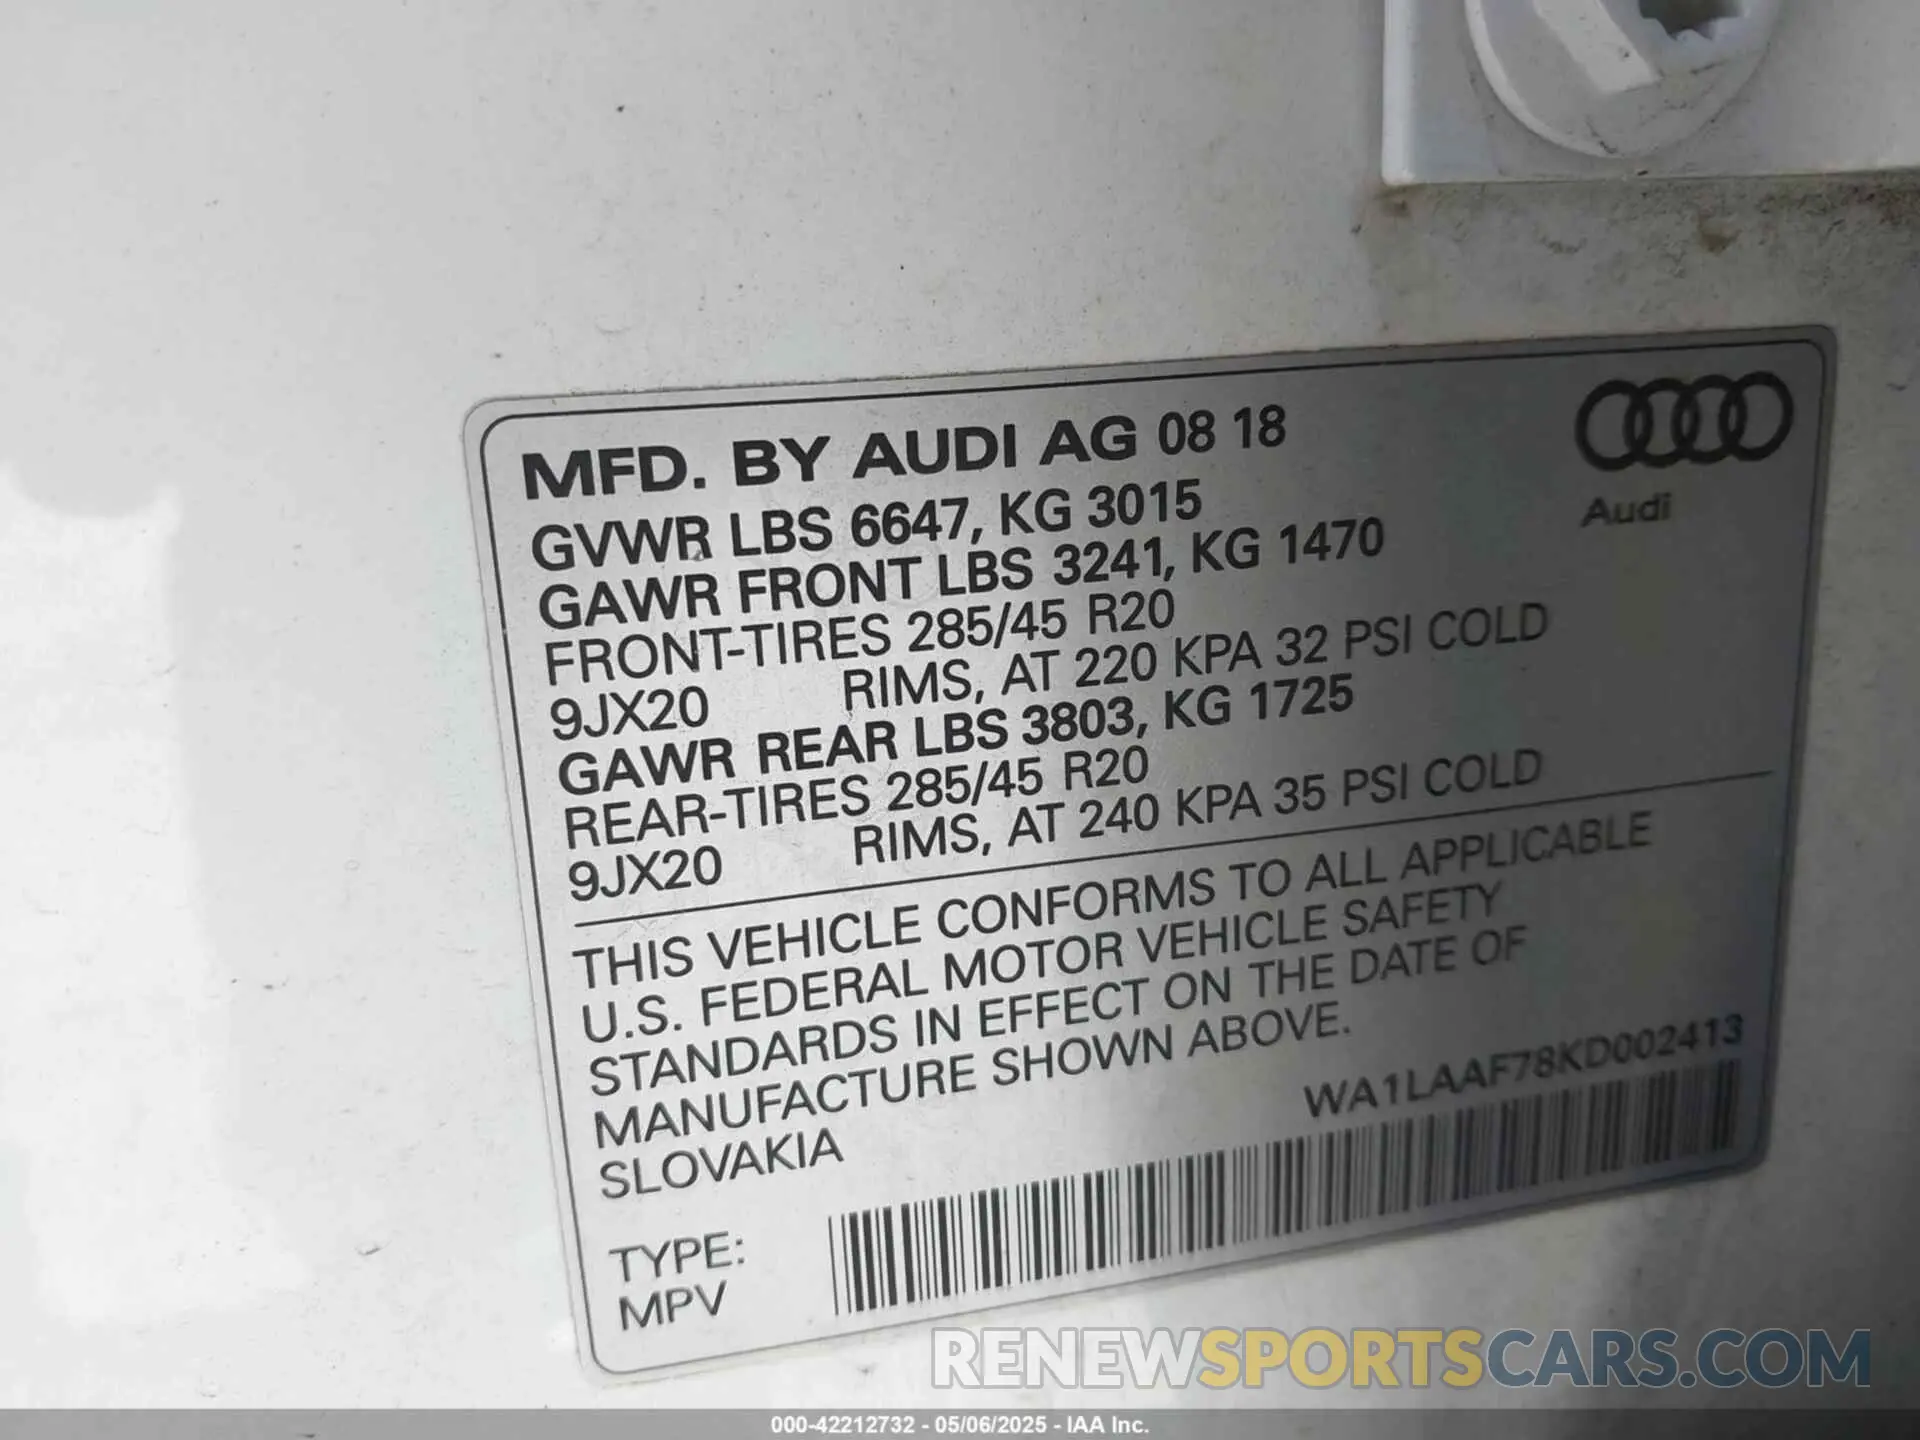 MFD. BY AUDI AG 08 18
Audi
GVWR LBS 6647, KG 3015
GAWR FRONT LBS 3241, KG 1470
FRONT-TIRES 285/45 R20
9JX20 RIMS, AT 220 KPA 32 PSI COLD
GAWR REAR LBS 3803, KG 1725
REAR-TIRES 285/45 R20
9JX20 RIMS, AT 240 KPA 35 PSI COLD
THIS VEHICLE CONFORMS TO ALL APPLICABLE
U.S. FEDERAL MOTOR VEHICLE SAFETY
STANDARDS IN EFFECT ON THE DATE OF
MANUFACTURE SHOWN ABOVE.
SLOVAKIA
WA1LAAF78KD002413
TYPE:
MPV
RENEWSPORTSCARS.COM
000-42212732 - 05/06/2025 - IAA Inc.